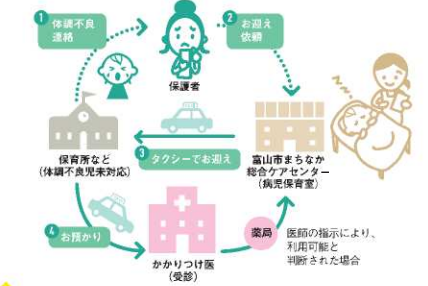 1 体調不良
連絡
2 お迎え
依頼
保護者
保育所など
(体調不良児未対応)
3 タクシーでお迎え
富山市まちなか
総合ケアセンター
(病児保育室)
4 お預かり
かかりつけ医
(受診)
薬局
医師の指示により、
利用可能と
判断された場合